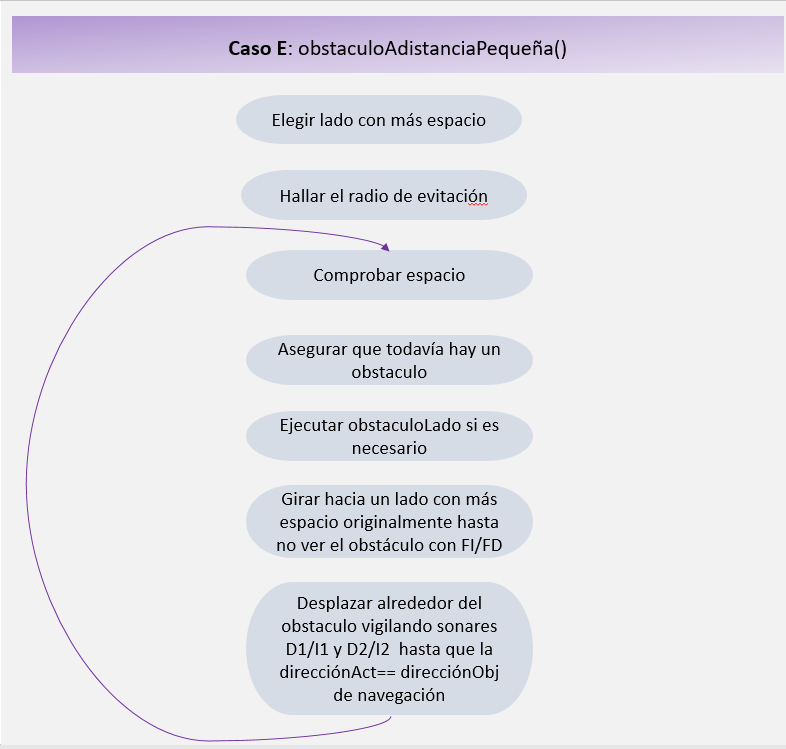 Caso E: obstaculoAdistanciaPequeña()
Elegir lado con más espacio
Hallar el radio de evitación
Comprobar espacio
Asegurar que todavía hay un
obstaculo
Ejecutar obstaculoLado si es
necesario
Girar hacia un lado con más
espacio originalmente hasta
no ver el obstáculo con FI/FD
Desplazar alrededor del
obstaculo vigilando sonares
D1/I1 y D2/I2 hasta que la
direcciónAct== direcciónObj
de navegación